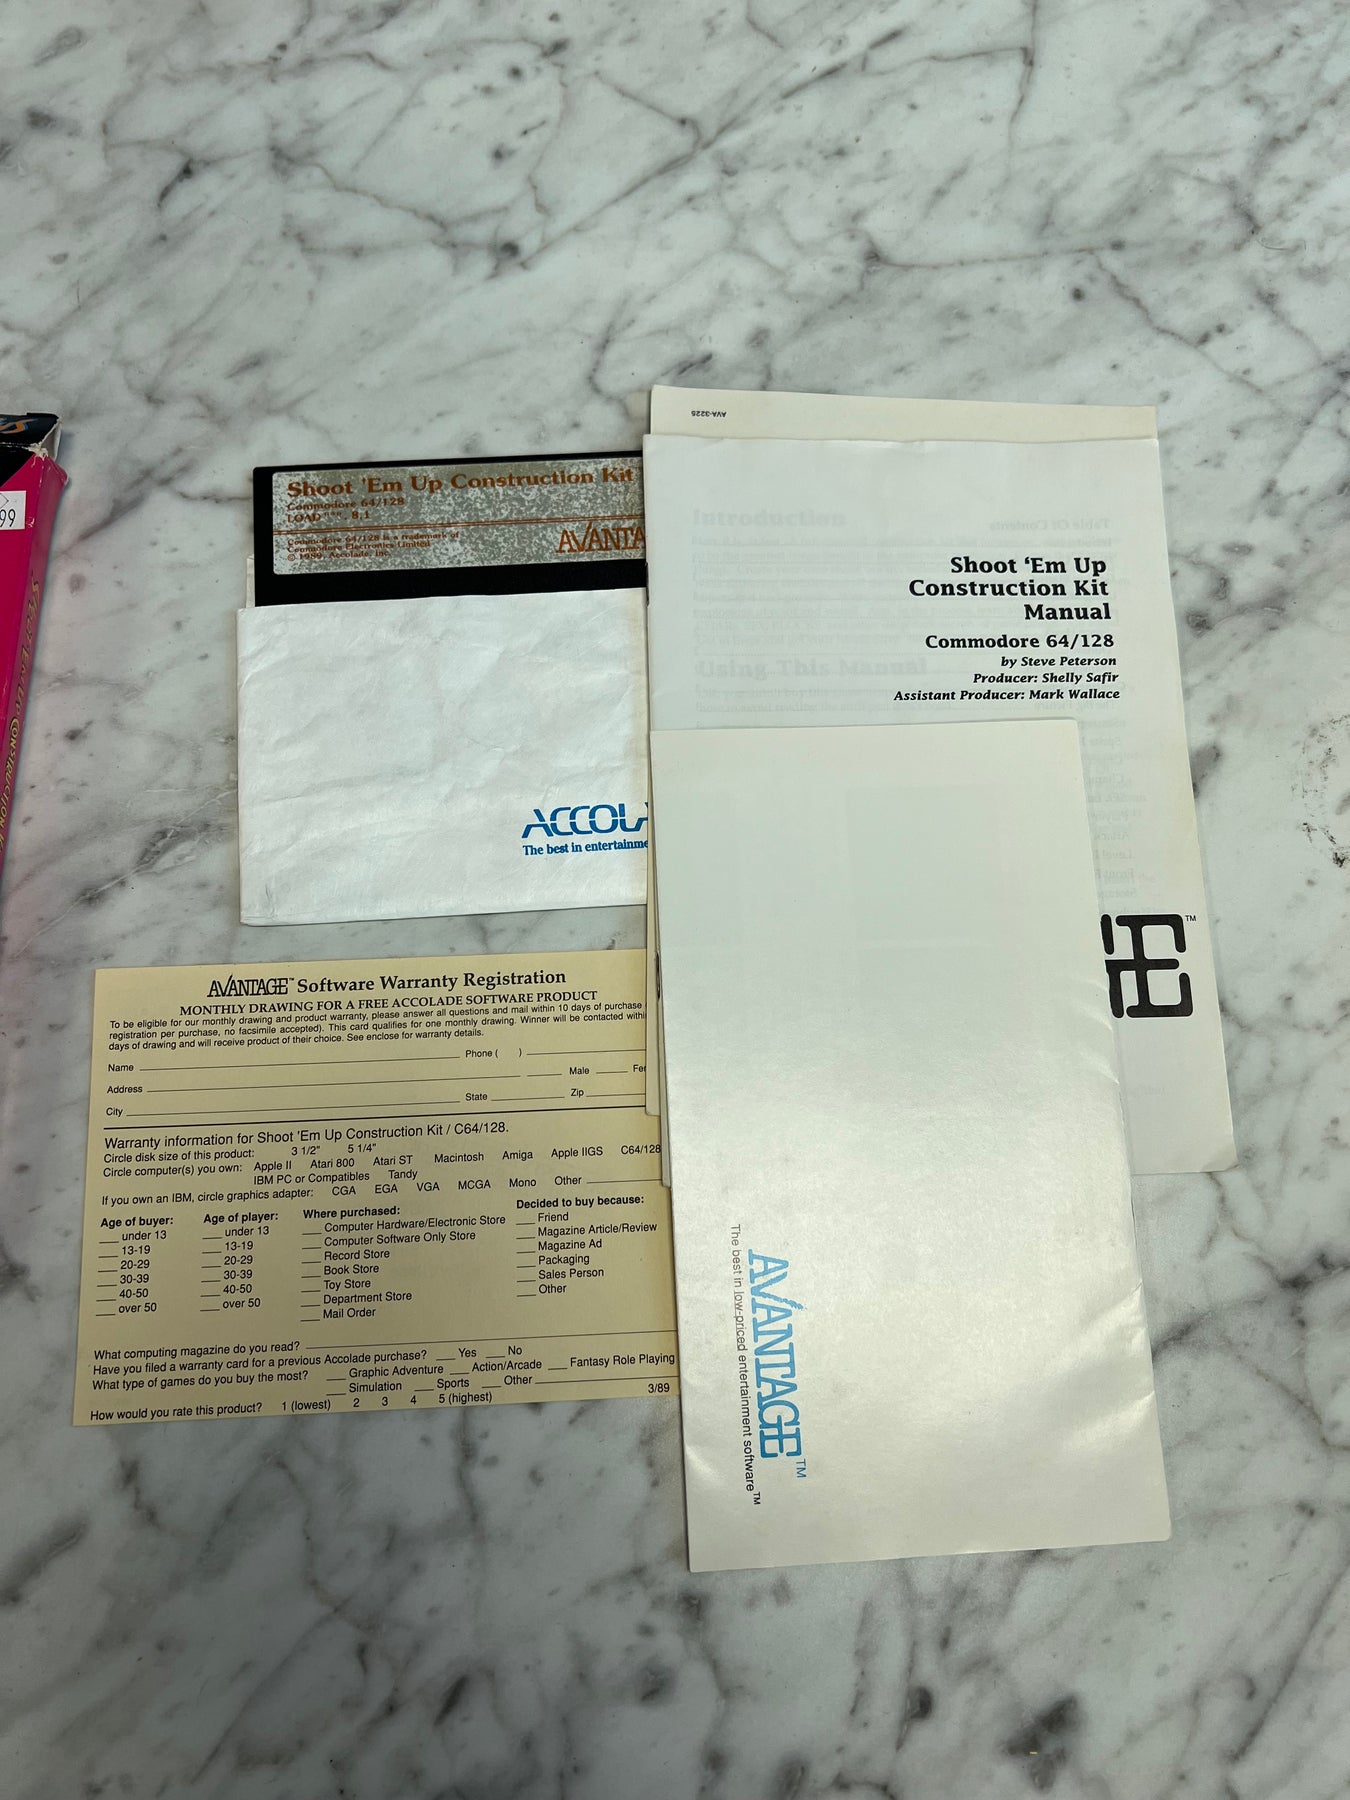 99
Shoot 'Em Up Construction Kit
Commodore 64/128
LOAD"*",8,1
Commodore 64/128 is a trademark of
Commodore Electronics Limited
© 1989, Accolade, Inc.
AVANTA
ACCOLA
The best in entertainme
AVA-3225
Introduction
Table Of Contents
Using This Manual
Shoot 'Em Up
Construction Kit
Manual
Commodore 64/128
by Steve Peterson
Producer: Shelly Safir
Assistant Producer: Mark Wallace
GE™
AVANTAGE™ Software Warranty Registration
MONTHLY DRAWING FOR A FREE ACCOLADE SOFTWARE PRODUCT
To be eligible for our monthly drawing and product warranty, please answer all questions and mail within 10 days of purchase
registration per purchase, no facsimile accepted). This card qualifies for one monthly drawing. Winner will be contacted within
days of drawing and will receive product of their choice. See enclose for warranty details.
Name Phone ( )
Address Male Fe
City State Zip
Warranty information for Shoot 'Em Up Construction Kit / C64/128.
Circle disk size of this product: 3 1/2" 5 1/4"
Circle computer(s) you own: Apple II Atari 800 Atari ST Macintosh Amiga Apple IIGS C64/128
IBM PC or Compatibles Tandy
If you own an IBM, circle graphics adapter: CGA EGA VGA MCGA Mono Other
Age of buyer:
under 13
13-19
20-29
30-39
40-50
over 50
Age of player:
under 13
13-19
20-29
30-39
40-50
over 50
Where purchased:
Computer Hardware/Electronic Store
Computer Software Only Store
Record Store
Book Store
Toy Store
Department Store
Mail Order
Decided to buy because:
Friend
Magazine Article/Review
Magazine Ad
Packaging
Sales Person
Other
What computing magazine do you read?
Have you filed a warranty card for a previous Accolade purchase? Yes No
What type of games do you buy the most? Graphic Adventure Action/Arcade Fantasy Role Playing
Simulation Sports Other
How would you rate this product? 1 (lowest) 2 3 4 5 (highest)
3/89
AVANTAGE™
The best in low-priced entertainment software™
Shoot 'Em Up Construction K